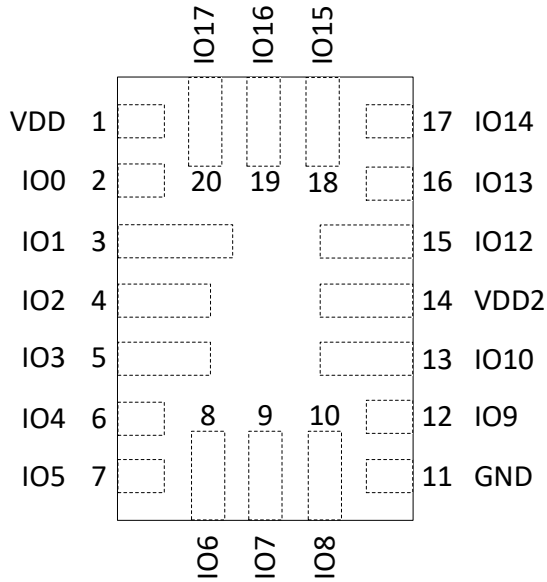 IO17 IO16 IO15
VDD 1 17 IO14
IO0 2 20 19 18 16 IO13
IO1 3 15 IO12
IO2 4 14 VDD2
IO3 5 13 IO10
IO4 6 8 9 10 12 IO9
IO5 7 11 GND
IO6 IO7 IO8